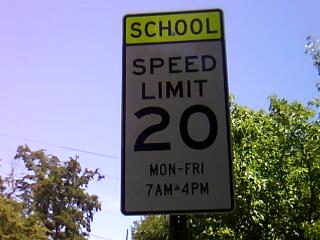 SCHOOL
SPEED
LIMIT
20
MON-FRI
7AM-4PM